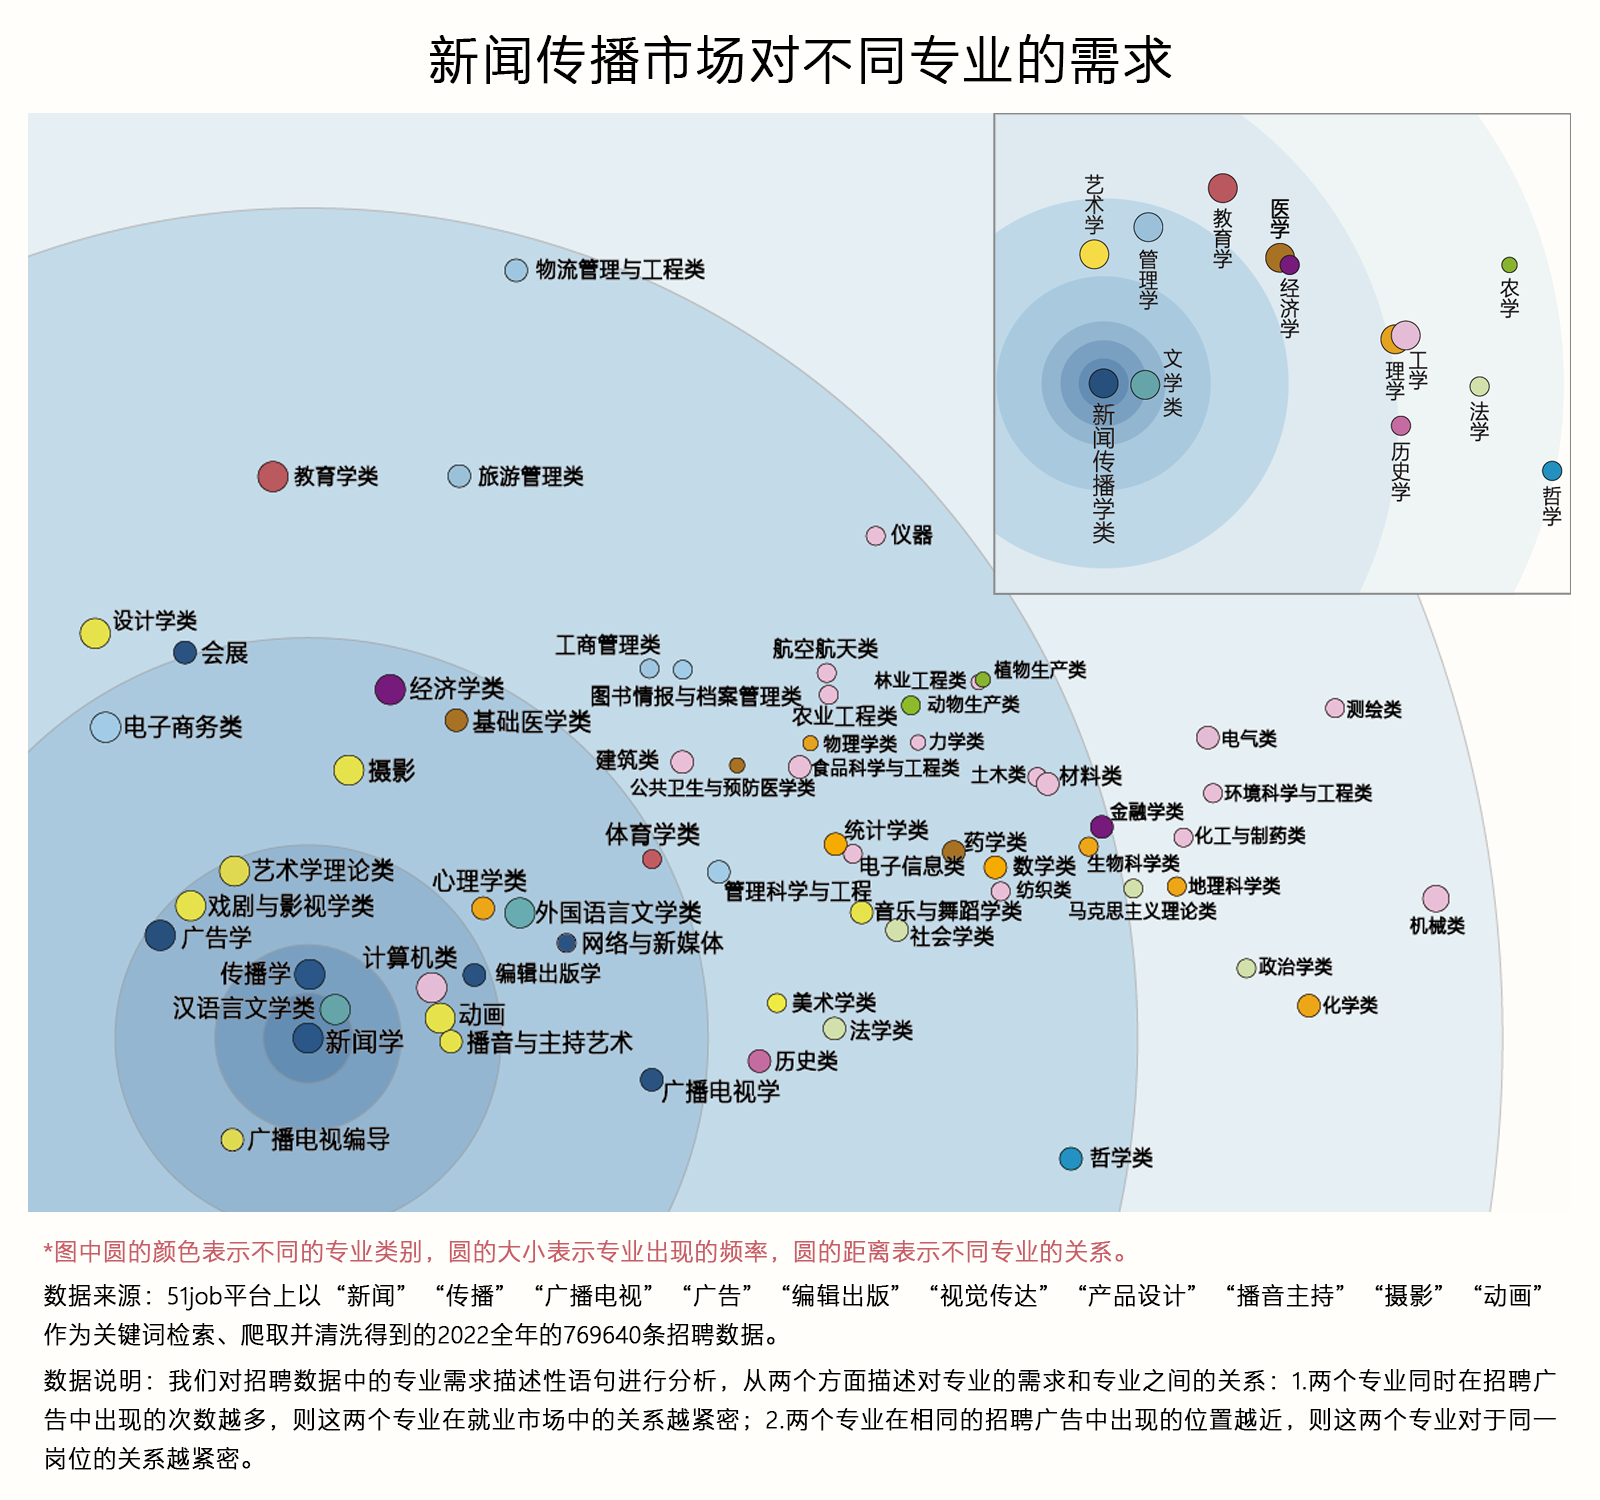 新闻传播市场对不同专业的需求
艺术学
管理学
教育学
医学
经济学
农学
文学类
理学
工学
法学
历史学
哲学
新闻传播学类
物流管理与工程类
教育学类
旅游管理类
仪器
设计学类
会展
工商管理类
航空航天类
植物生产类
林业工程类
经济学类
图书情报与档案管理类
动物生产类
测绘类
农业工程类
基础医学类
电子商务类
物理学类
力学类
电气类
建筑类
食品科学与工程类
摄影
土木类
材料类
公共卫生与预防医学类
环境科学与工程类
金融学类
体育学类
统计学类
化工与制药类
药学类
艺术学理论类
电子信息类
数学类
生物科学类
心理学类
管理科学与工程
纺织类
地理科学类
戏剧与影视学类
外国语言文学类
音乐与舞蹈学类
马克思主义理论类
机械类
广告学
网络与新媒体
社会学类
计算机类
传播学
编辑出版学
政治学类
汉语言文学类
动画
美术学类
化学类
新闻学
播音与主持艺术
法学类
历史类
广播电视学
广播电视编导
哲学类
*图中圆的颜色表示不同的专业类别，圆的大小表示专业出现的频率，圆的距离表示不同专业的关系。
数据来源：51job平台上以“新闻”“传播”“广播电视”“广告”“编辑出版”“视觉传达”“产品设计”“播音主持”“摄影”“动画”
作为关键词检索、爬取并清洗得到的2022全年的769640条招聘数据。
数据说明：我们对招聘数据中的专业需求描述性语句进行分析，从两个方面描述对专业的需求和专业之间的关系：1.两个专业同时在招聘广
告中出现的次数越多，则这两个专业在就业市场中的关系越紧密；2.两个专业在相同的招聘广告中出现的位置越近，则这两个专业对于同一
岗位的关系越紧密。